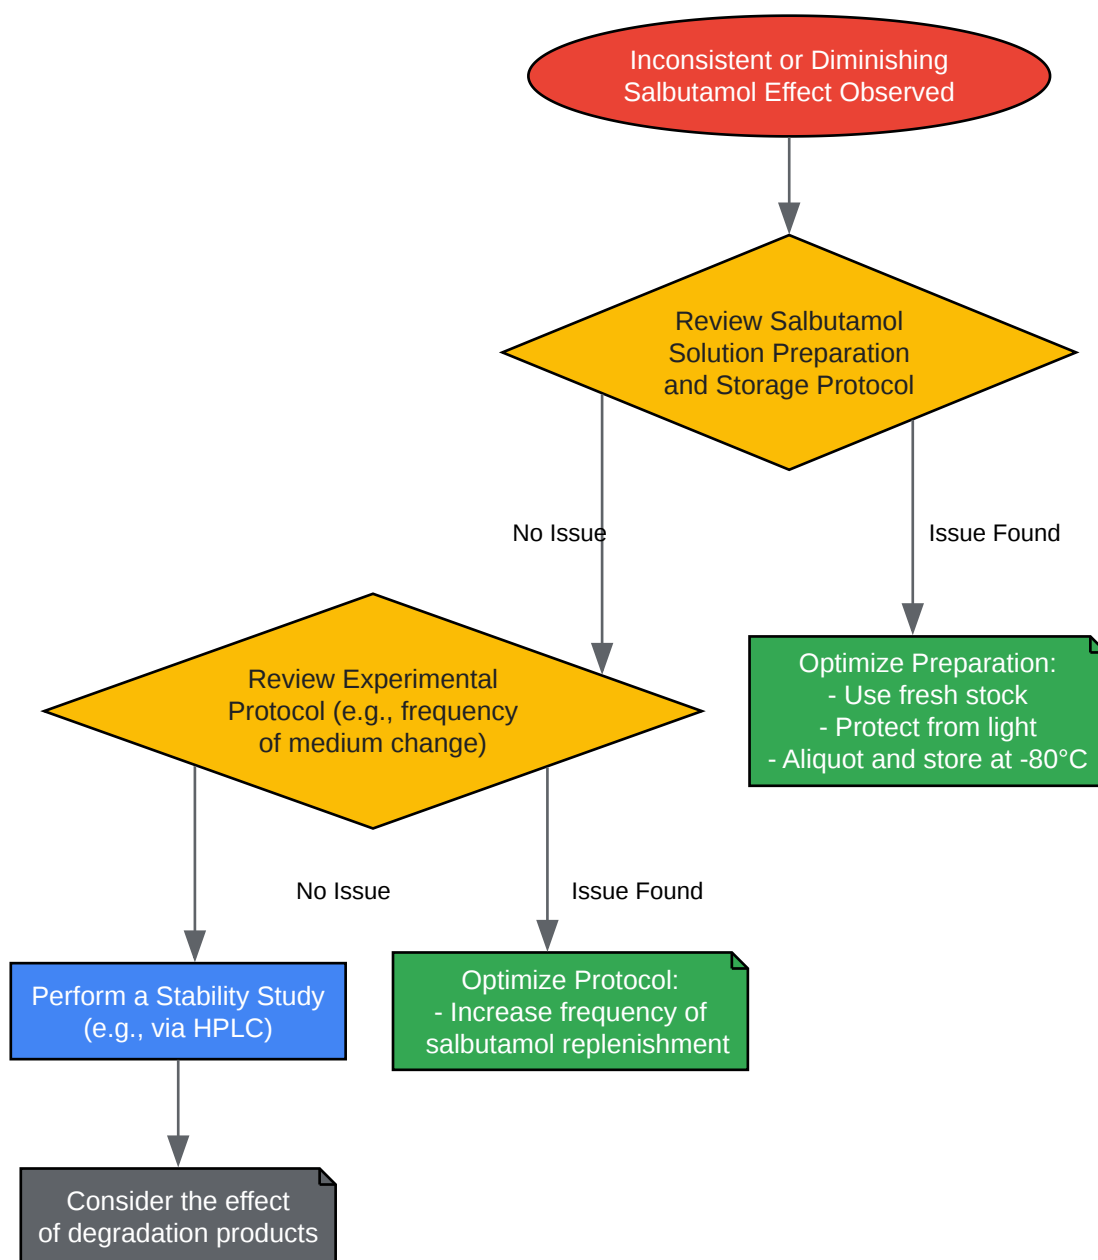 Inconsistent or Diminishing
Salbutamol Effect Observed
Review Salbutamol
Solution Preparation
and Storage Protocol
No Issue
Issue Found
Optimize Preparation:
- Use fresh stock
- Protect from light
- Aliquot and store at -80°C
Review Experimental
Protocol (e.g., frequency
of medium change)
No Issue
Issue Found
Perform a Stability Study
(e.g., via HPLC)
Optimize Protocol:
- Increase frequency of
salbutamol replenishment
Consider the effect
of degradation products